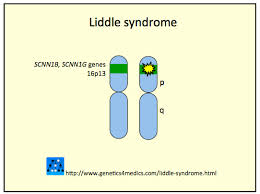 Liddle syndrome
SCNN1B, SCNN1G genes
16p13
p
q
http://www.genetics4medics.com/liddle-syndrome.html